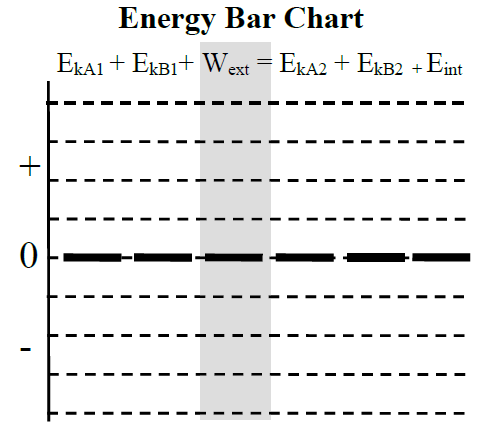 Energy Bar Chart
EkA1 + EkB1+ Wext = EkA2 + EkB2 + Eint
+
0
-